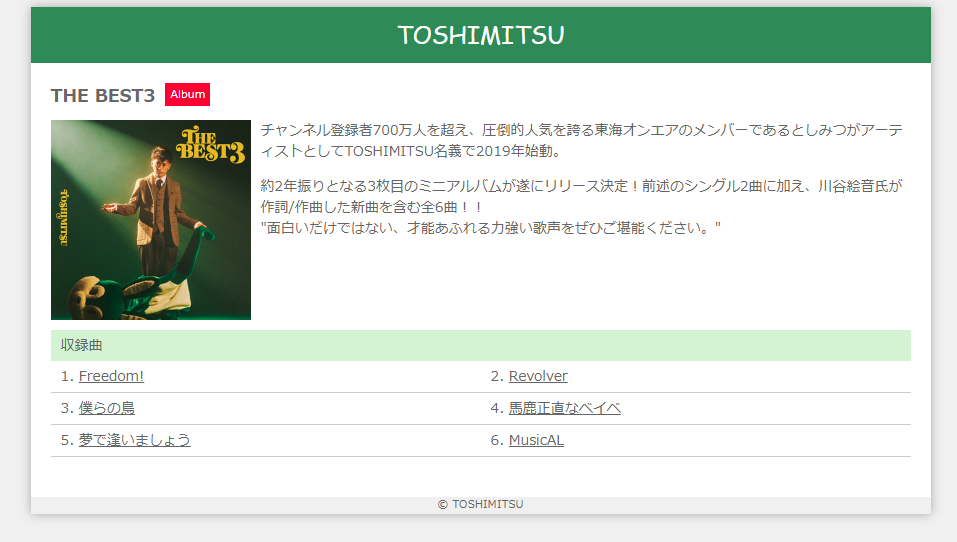 TOSHIMITSU
THE BEST3 Album
THE
BEST3
TOSHIMITSU
チャンネル登録者700万人を超え、圧倒的人気を誇る東海オンエアのメンバーであるとしみつがアーテ
ィストとしてTOSHIMITSU名義で2019年始動。
約2年振りとなる3枚目のミニアルバムが遂にリリース決定！前述のシングル2曲に加え、川谷絵音氏が
作詞/作曲した新曲を含む全6曲！！
"面白いだけではない、才能あふれる力強い歌声をぜひご堪能ください。"
収録曲
1. Freedom! 2. Revolver
3. 僕らの鳥 4. 馬鹿正直なベイベ
5. 夢で逢いましょう 6. MusicAL
© TOSHIMITSU